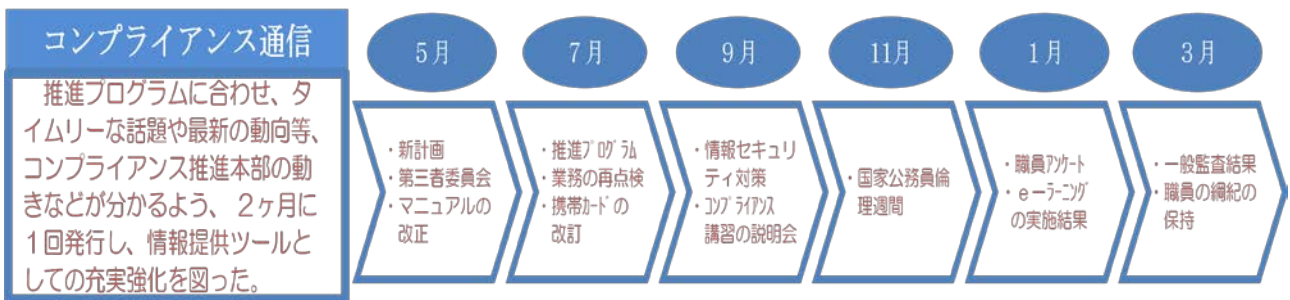 コンプライアンス通信
推進プログラムに合わせ、タ
イムリーな話題や最新の動向等、
コンプライアンス推進本部の動
きなどが分かるよう、２ヶ月に
１回発行し、情報提供ツールと
しての充実強化を図った。
5月
・新計画
・第三者委員会
・マニュアルの
改正
7月
・推進ﾌﾟﾛｸﾞﾗﾑ
・業務の再点検
・携帯ｶｰﾄﾞの
改訂
9月
・情報セキュリ
ティ対策
・ｺﾝﾌﾟﾗｲｱﾝｽ
講習の説明会
11月
・国家公務員倫
理週間
1月
・職員ｱﾝｹｰﾄ
・ｅーﾗｰﾆﾝｸﾞ
の実施結果
3月
・一般監査結果
・職員の綱紀の
保持